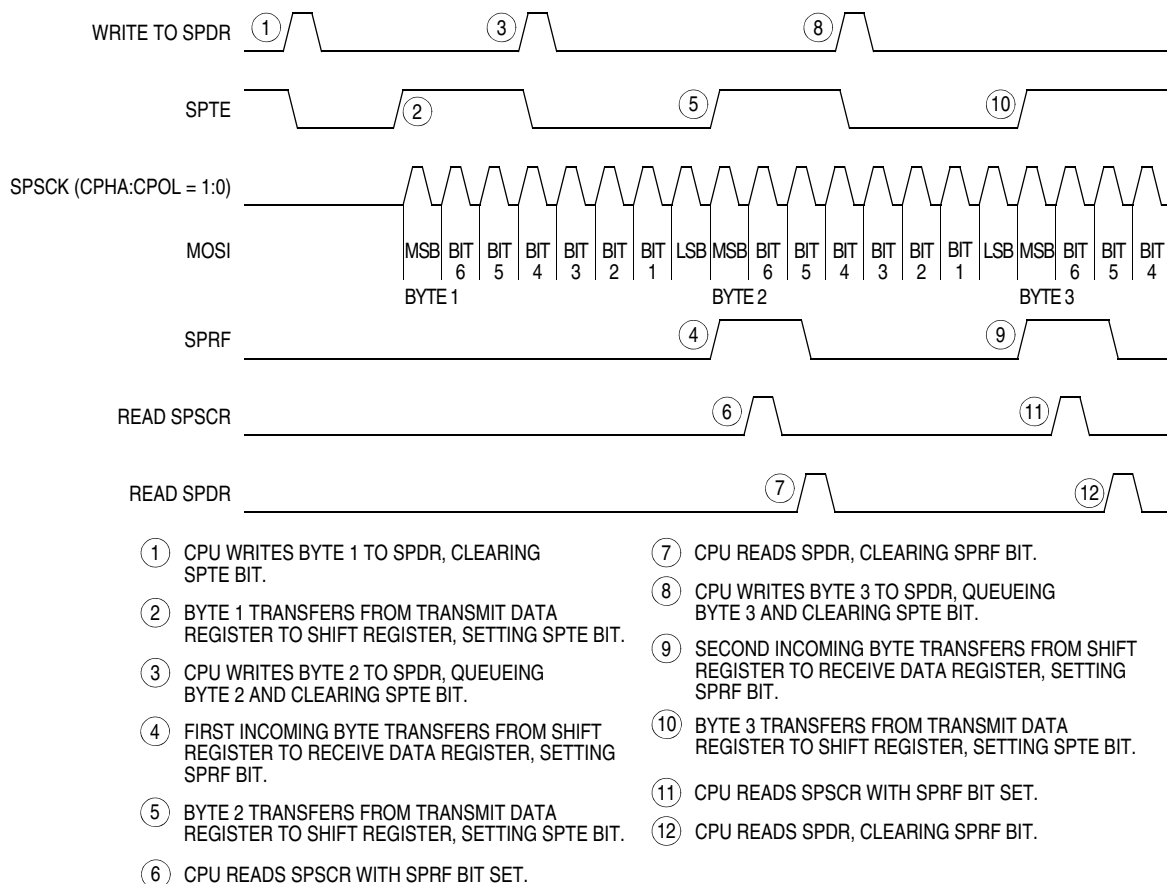 WRITE TO SPDR
1
3
8
SPTE
2
5
10
SPSCK (CPHA:CPOL = 1:0)
MOSI
MSB BIT 6 BIT 5 BIT 4 BIT 3 BIT 2 BIT 1 LSB MSB BIT 6 BIT 5 BIT 4 BIT 3 BIT 2 BIT 1 LSB MSB BIT 6 BIT 5 BIT 4
BYTE 1
BYTE 2
BYTE 3
SPRF
4
9
READ SPSCR
6
11
READ SPDR
7
12
1 CPU WRITES BYTE 1 TO SPDR, CLEARING
SPTE BIT.
2 BYTE 1 TRANSFERS FROM TRANSMIT DATA
REGISTER TO SHIFT REGISTER, SETTING SPTE BIT.
3 CPU WRITES BYTE 2 TO SPDR, QUEUEING
BYTE 2 AND CLEARING SPTE BIT.
4 FIRST INCOMING BYTE TRANSFERS FROM SHIFT
REGISTER TO RECEIVE DATA REGISTER, SETTING
SPRF BIT.
5 BYTE 2 TRANSFERS FROM TRANSMIT DATA
REGISTER TO SHIFT REGISTER, SETTING SPTE BIT.
6 CPU READS SPSCR WITH SPRF BIT SET.
7 CPU READS SPDR, CLEARING SPRF BIT.
8 CPU WRITES BYTE 3 TO SPDR, QUEUEING
BYTE 3 AND CLEARING SPTE BIT.
9 SECOND INCOMING BYTE TRANSFERS FROM SHIFT
REGISTER TO RECEIVE DATA REGISTER, SETTING
SPRF BIT.
10 BYTE 3 TRANSFERS FROM TRANSMIT DATA
REGISTER TO SHIFT REGISTER, SETTING SPTE BIT.
11 CPU READS SPSCR WITH SPRF BIT SET.
12 CPU READS SPDR, CLEARING SPRF BIT.